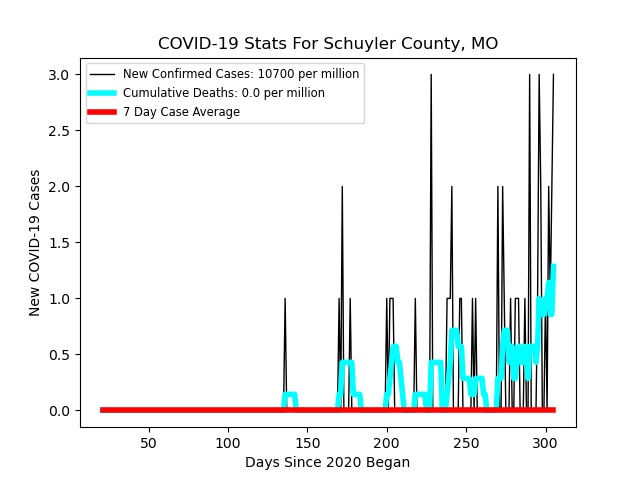 COVID-19 Stats For Schuyler County, MO
New Confirmed Cases: 10700 per million
Cumulative Deaths: 0.0 per million
7 Day Case Average
3.0
2.5
2.0
1.5
1.0
0.5
0.0
New COVID-19 Cases
50 100 150 200 250 300
Days Since 2020 Began